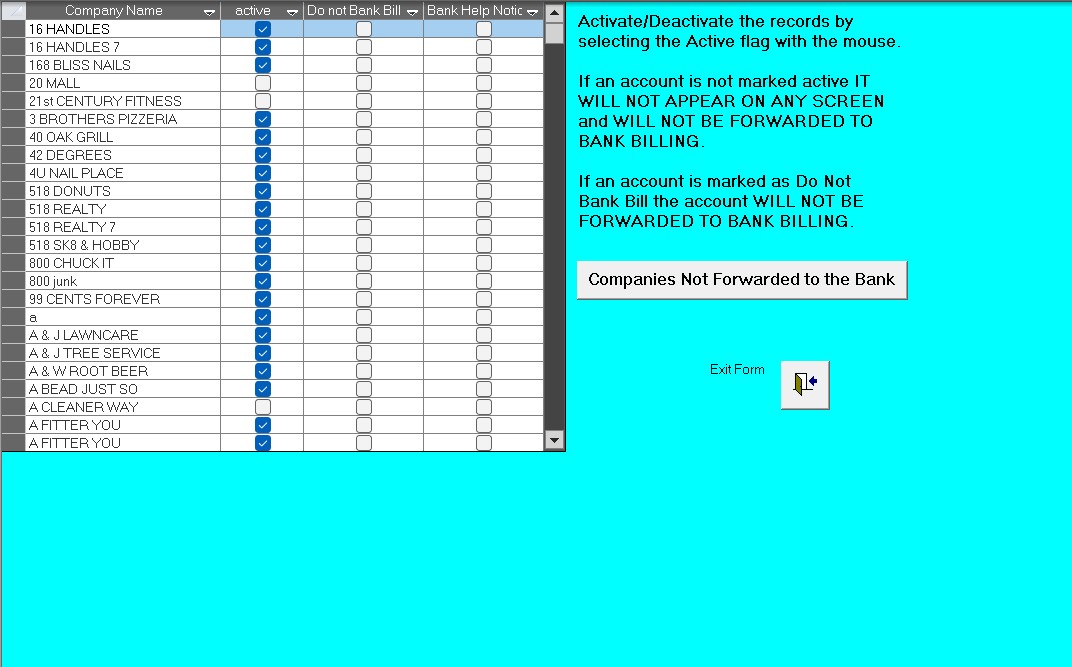 Company Name active Do not Bank Bill Bank Help Notic
16 HANDLES
16 HANDLES 7
168 BLISS NAILS
20 MALL
21st CENTURY FITNESS
3 BROTHERS PIZZERIA
40 OAK GRILL
42 DEGREES
4U NAIL PLACE
518 DONUTS
518 REALTY
518 REALTY 7
518 SK8 & HOBBY
800 CHUCK IT
800 junk
99 CENTS FOREVER
a
A & J LAWNCARE
A & J TREE SERVICE
A & W ROOT BEER
A BEAD JUST SO
A CLEANER WAY
A FITTER YOU
A FITTER YOU
Activate/Deactivate the records by
selecting the Active flag with the mouse.
If an account is not marked active IT
WILL NOT APPEAR ON ANY SCREEN
and WILL NOT BE FORWARDED TO
BANK BILLING.
If an account is marked as Do Not
Bank Bill the account WILL NOT BE
FORWARDED TO BANK BILLING.
Companies Not Forwarded to the Bank
Exit Form